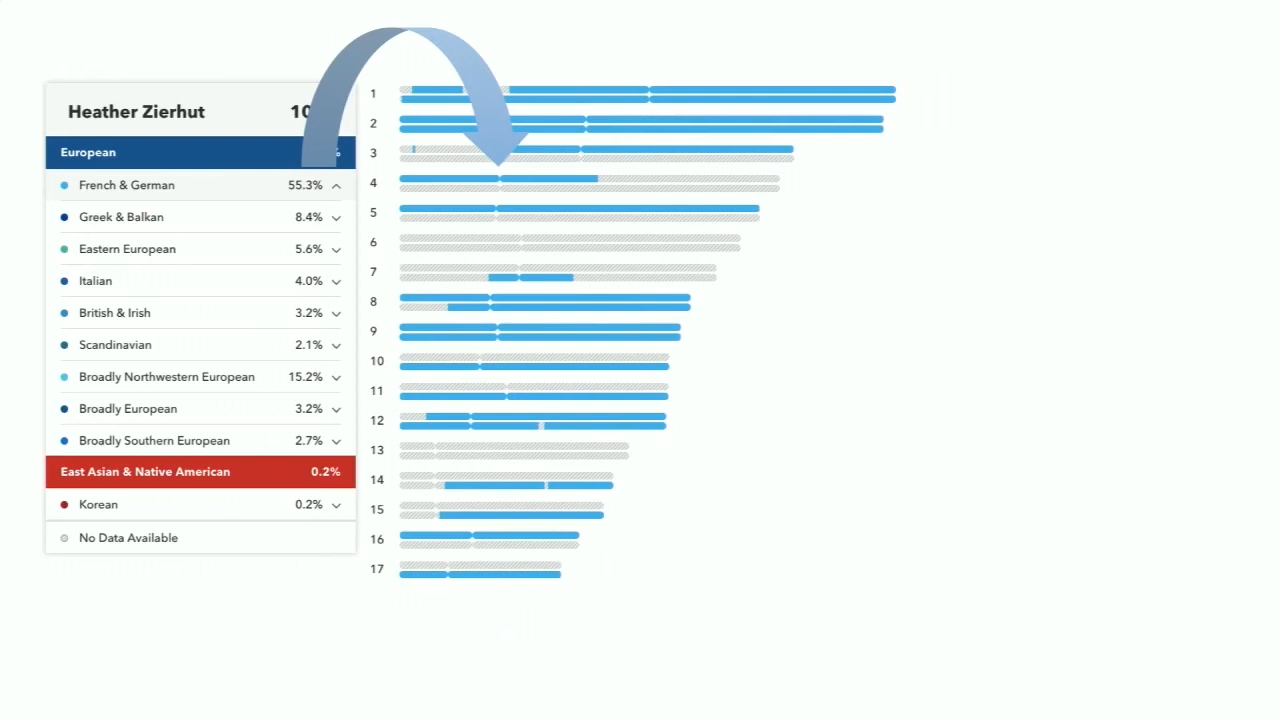 Heather Zierhut 10
European %
French & German 55.3%
Greek & Balkan 8.4%
Eastern European 5.6%
Italian 4.0%
British & Irish 3.2%
Scandinavian 2.1%
Broadly Northwestern European 15.2%
Broadly European 3.2%
Broadly Southern European 2.7%
East Asian & Native American 0.2%
Korean 0.2%
No Data Available
1
2
3
4
5
6
7
8
9
10
11
12
13
14
15
16
17